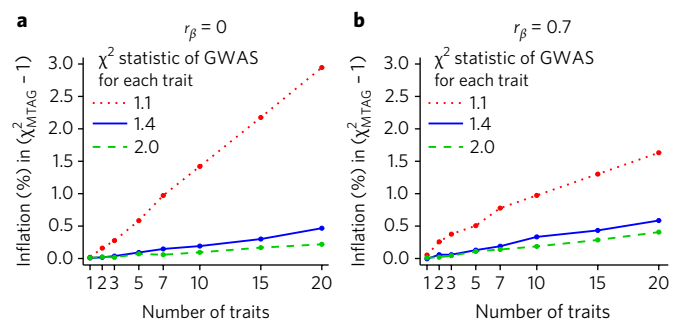 a
r_β = 0
Inflation (%) in (χ²_MTAG − 1)
3.0
2.5
2.0
1.5
1.0
0.5
0.0
χ² statistic of GWAS
for each trait
1.1
1.4
2.0
1 2 3 5 7 10 15 20
Number of traits
b
r_β = 0.7
Inflation (%) in (χ²_MTAG − 1)
3.0
2.5
2.0
1.5
1.0
0.5
0.0
χ² statistic of GWAS
for each trait
1.1
1.4
2.0
1 2 3 5 7 10 15 20
Number of traits